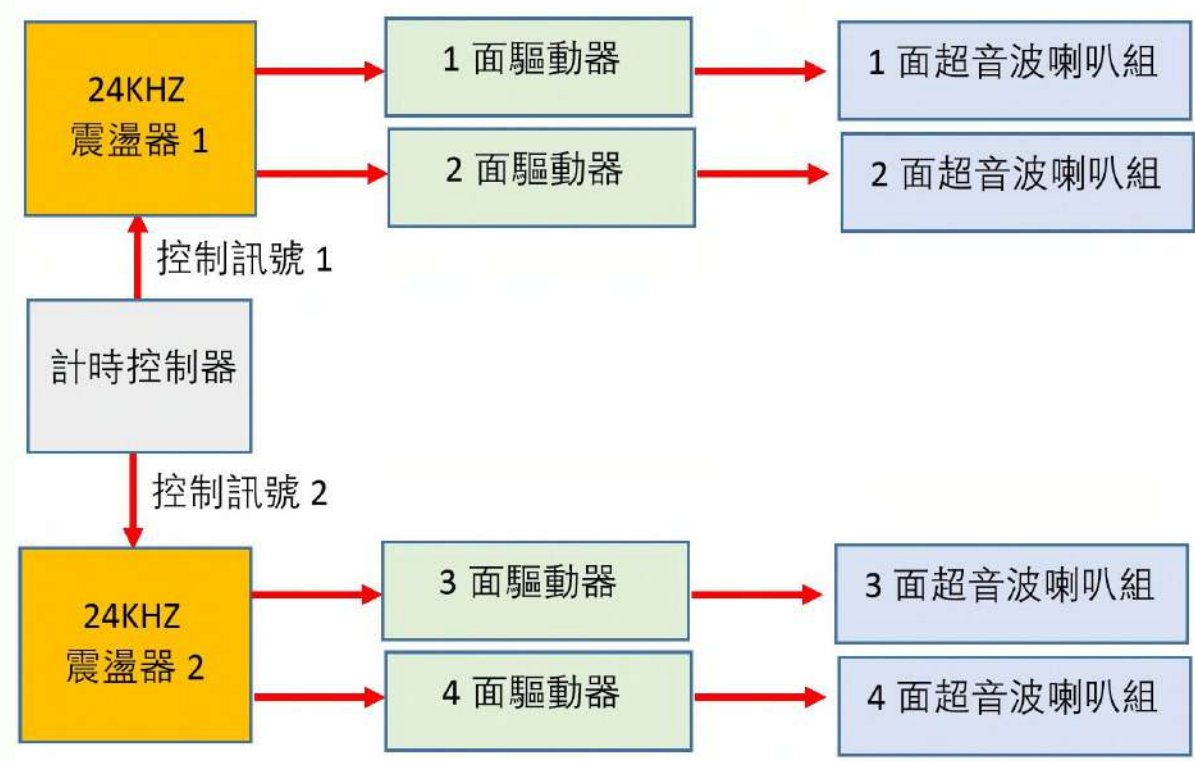 24KHZ
震盪器 1
1 面驅動器
1 面超音波喇叭組
2 面驅動器
2 面超音波喇叭組
控制訊號 1
計時控制器
控制訊號 2
24KHZ
震盪器 2
3 面驅動器
3 面超音波喇叭組
4 面驅動器
4 面超音波喇叭組